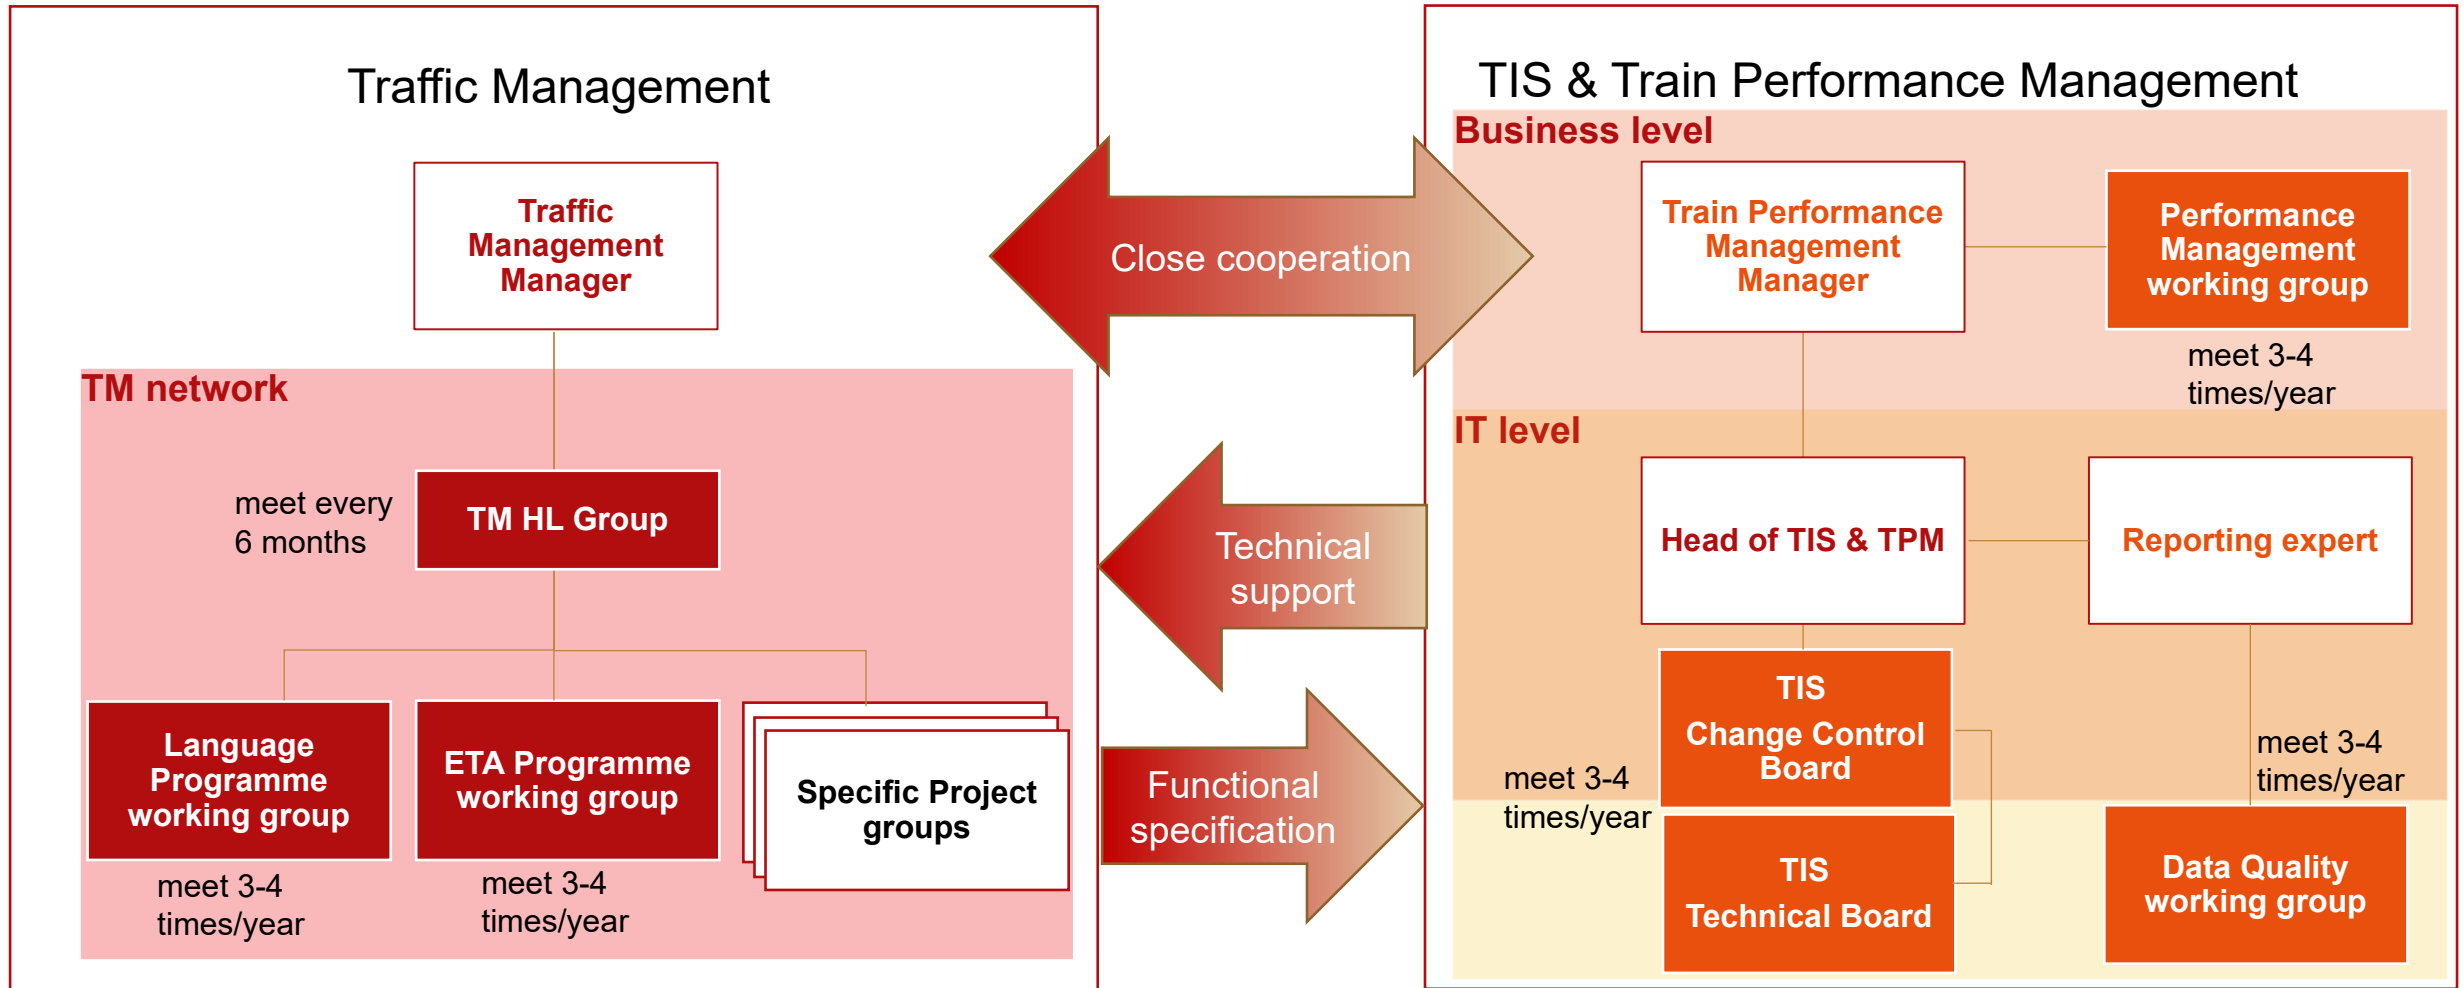 Traffic Management
Traffic
Management
Manager
TM network
meet every
6 months
TM HL Group
Language
Programme
working group
meet 3-4
times/year
ETA Programme
working group
meet 3-4
times/year
Specific Project
groups
Close cooperation
Technical
support
Functional
specification
TIS & Train Performance Management
Business level
Train Performance
Management
Manager
Performance
Management
working group
meet 3-4
times/year
IT level
Head of TIS & TPM
Reporting expert
TIS
Change Control
Board
meet 3-4
times/year
TIS
Technical Board
meet 3-4
times/year
Data Quality
working group